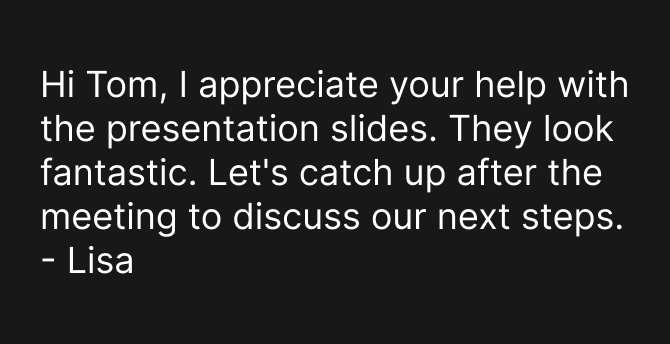 Hi Tom, I appreciate your help with
the presentation slides. They look
fantastic. Let's catch up after the
meeting to discuss our next steps.
- Lisa